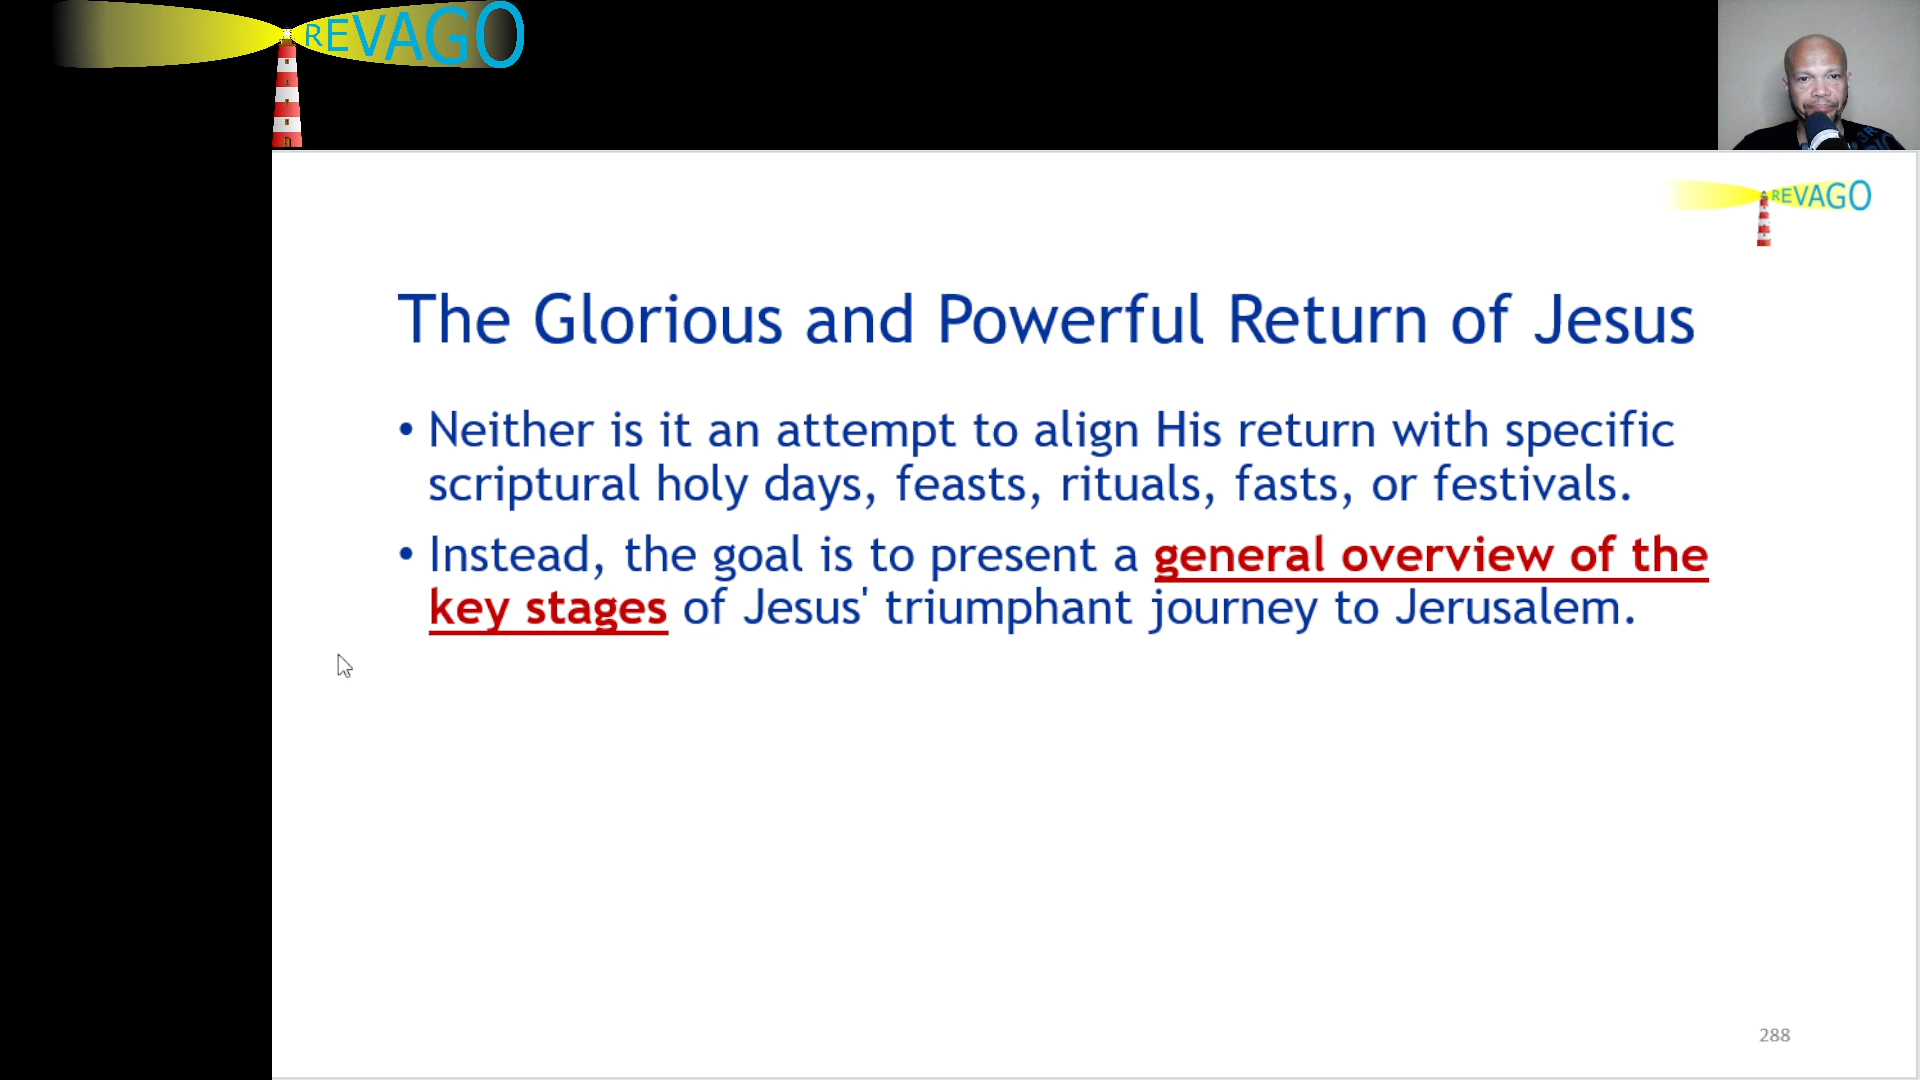 REVAGO
REVAGO
The Glorious and Powerful Return of Jesus
• Neither is it an attempt to align His return with specific
scriptural holy days, feasts, rituals, fasts, or festivals.
• Instead, the goal is to present a general overview of the
key stages of Jesus' triumphant journey to Jerusalem.
288